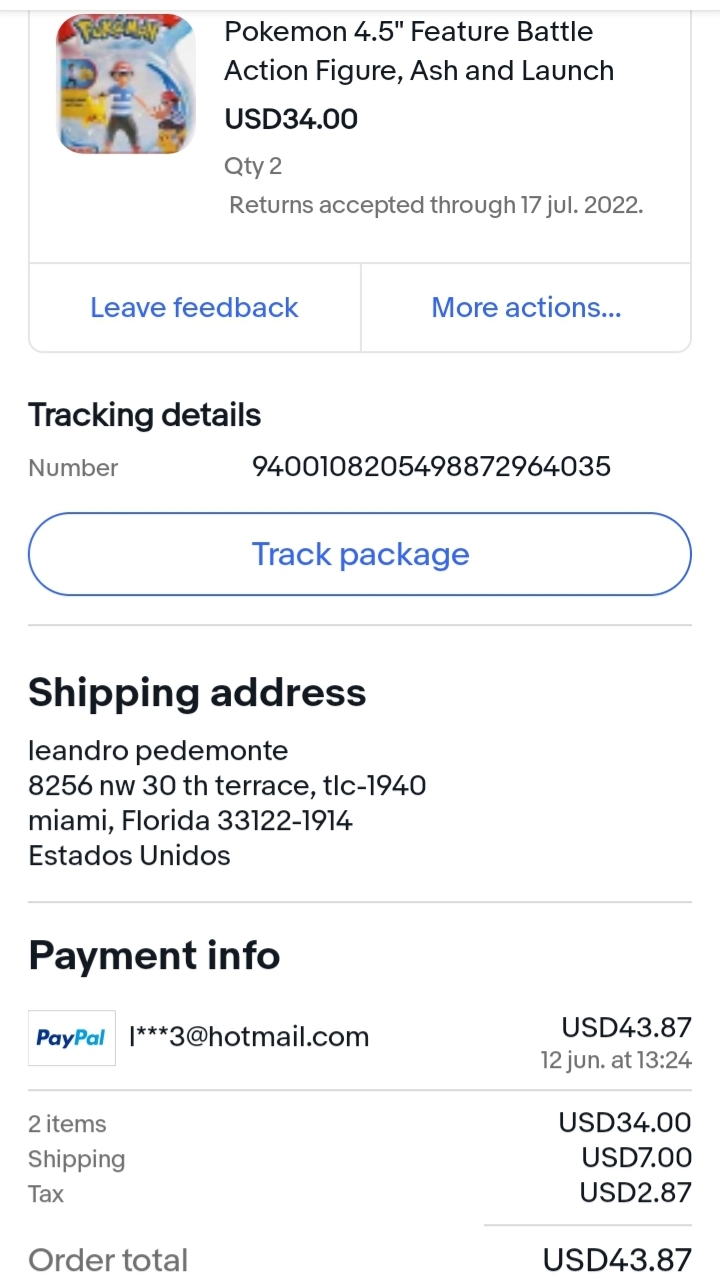 POKéMON
Pokemon 4.5" Feature Battle
Action Figure, Ash and Launch
USD34.00
Qty 2
Returns accepted through 17 jul. 2022.
Leave feedback
More actions...
Tracking details
Number 9400108205498872964035
Track package
Shipping address
leandro pedemonte
8256 nw 30 th terrace, tlc-1940
miami, Florida 33122-1914
Estados Unidos
Payment info
PayPal l***3@hotmail.com USD43.87
12 jun. at 13:24
2 items USD34.00
Shipping USD7.00
Tax USD2.87
Order total USD43.87